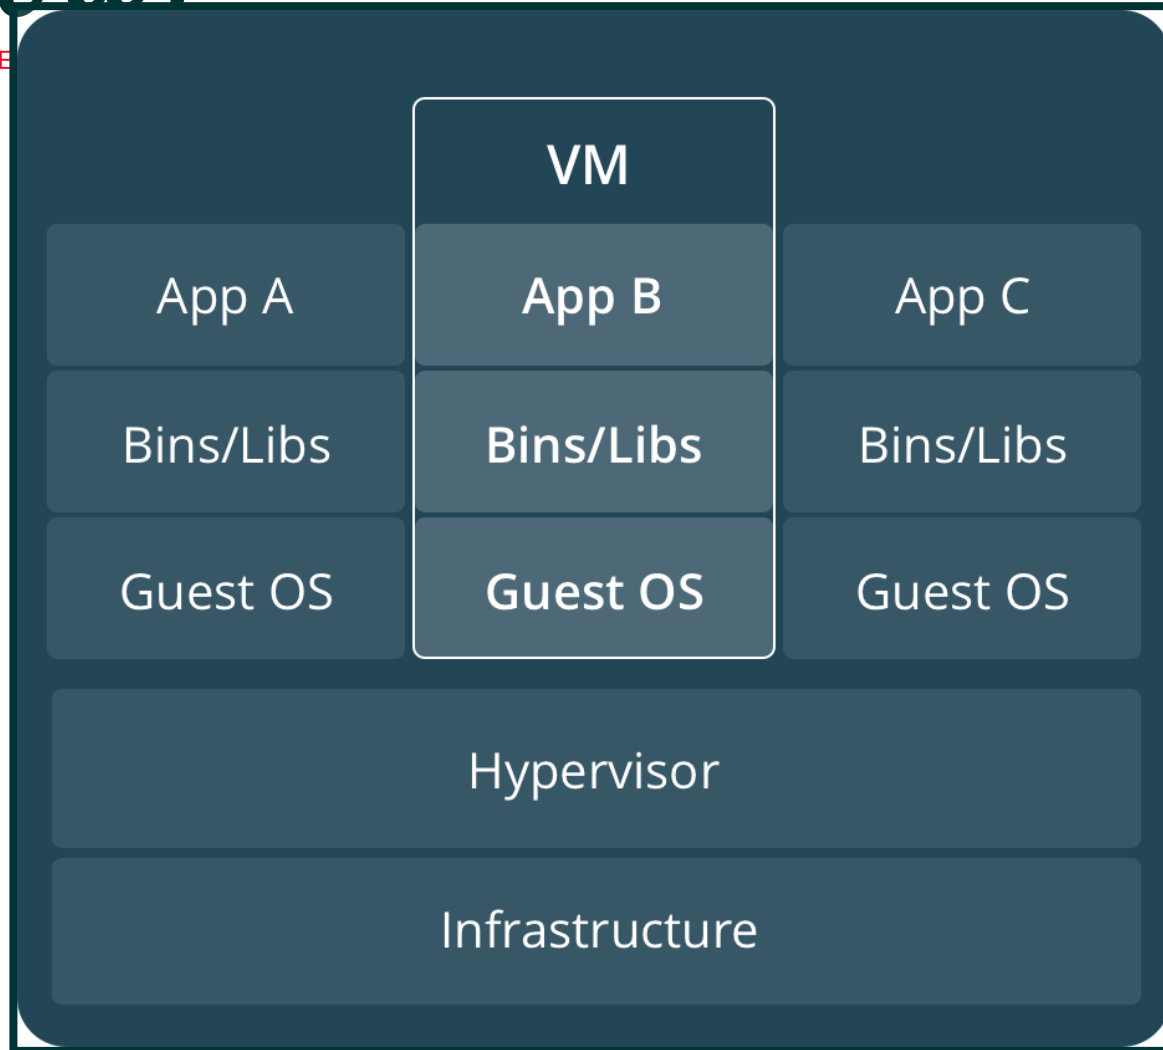 VM
App A App B App C
Bins/Libs Bins/Libs Bins/Libs
Guest OS Guest OS Guest OS
Hypervisor
Infrastructure